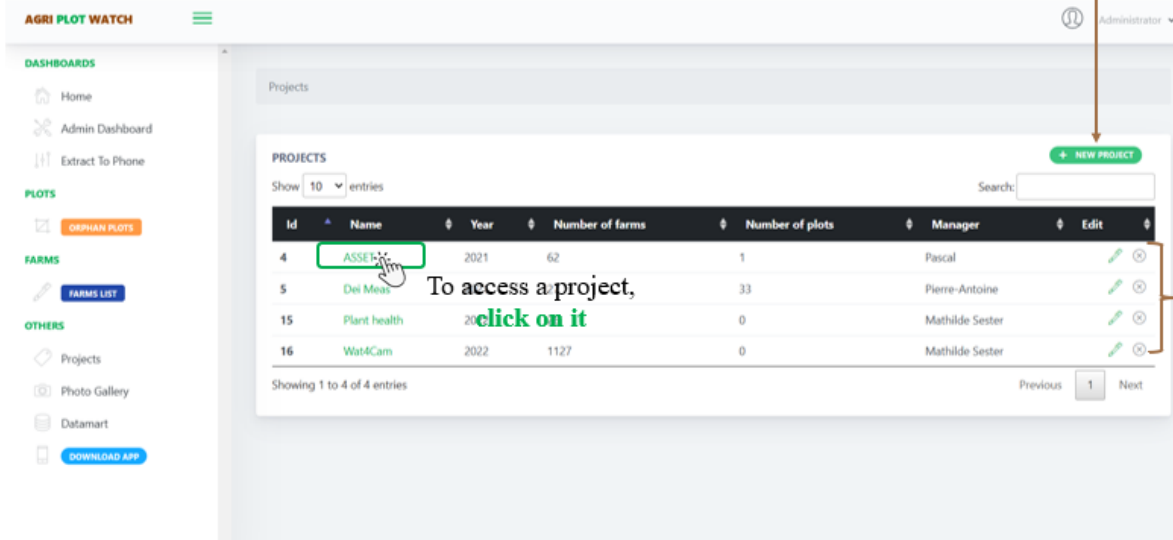 AGRI PLOT WATCH
Administrator
DASHBOARDS
Home
Admin Dashboard
Extract To Phone
PLOTS
ORPHAN PLOTS
FARMS
FARMS LIST
OTHERS
Projects
Photo Gallery
Datamart
DOWNLOAD APP
Projects
PROJECTS
+ NEW PROJECT
Show 10 entries
Search:
Id Name Year Number of farms Number of plots Manager Edit
4 ASSET 2021 62 1 Pascal
5 Dei Meas 33 Pierre-Antoine
15 Plant health 0 Mathilde Sester
16 Wat4Cam 2022 1127 0 Mathilde Sester
To access a project,
click on it
Showing 1 to 4 of 4 entries
Previous 1 Next